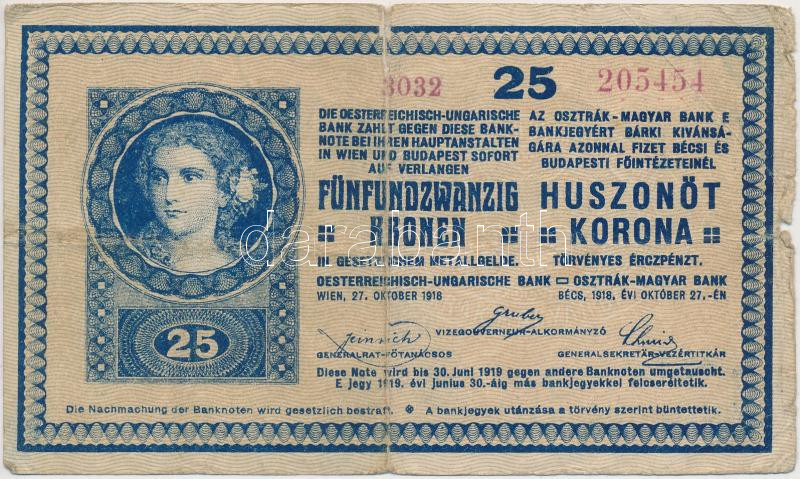 3032 25 205454
DIE OESTERREICHISCH-UNGARISCHE
BANK ZAHLT GEGEN DIESE BANK-
NOTE BEI IHREN HAUPTANSTALTEN
IN WIEN UND BUDAPEST SOFORT
AUF VERLANGEN
FÜNFUNDZWANZIG
KRONEN
IN GESETZLICHEM METALLGELDE.
OESTERREICHISCH-UNGARISCHE BANK
WIEN, 27. OKTOBER 1918
AZ OSZTRÁK-MAGYAR BANK E
BANKJEGYÉRT BÁRKI KIVÁNSÁ-
GÁRA AZONNAL FIZET BÉCSI ÉS
BUDAPESTI FŐINTÉZETEINÉL
HUSZONÖT
KORONA
TÖRVÉNYES ÉRCZPÉNZT.
OSZTRÁK-MAGYAR BANK
BÉCS, 1918. ÉVI OKTÓBER 27.-ÉN
darabanth
25
Gruber
VIZEGOUVERNEUR-ALKORMÁNYZÓ
GENERALRAT-FŐTANÁCSOS
GENERALSEKRETÄR-VEZÉRTITKÁR
Diese Note wird bis 30. Juni 1919 gegen andere Banknoten umgetauscht.
E jegy 1919. évi junius 30.-áig más bankjegyekkel felcseréltetik.
Die Nachmachung der Banknoten wird gesetzlich bestraft. * A bankjegyek utánzása a törvény szerint büntettetik.